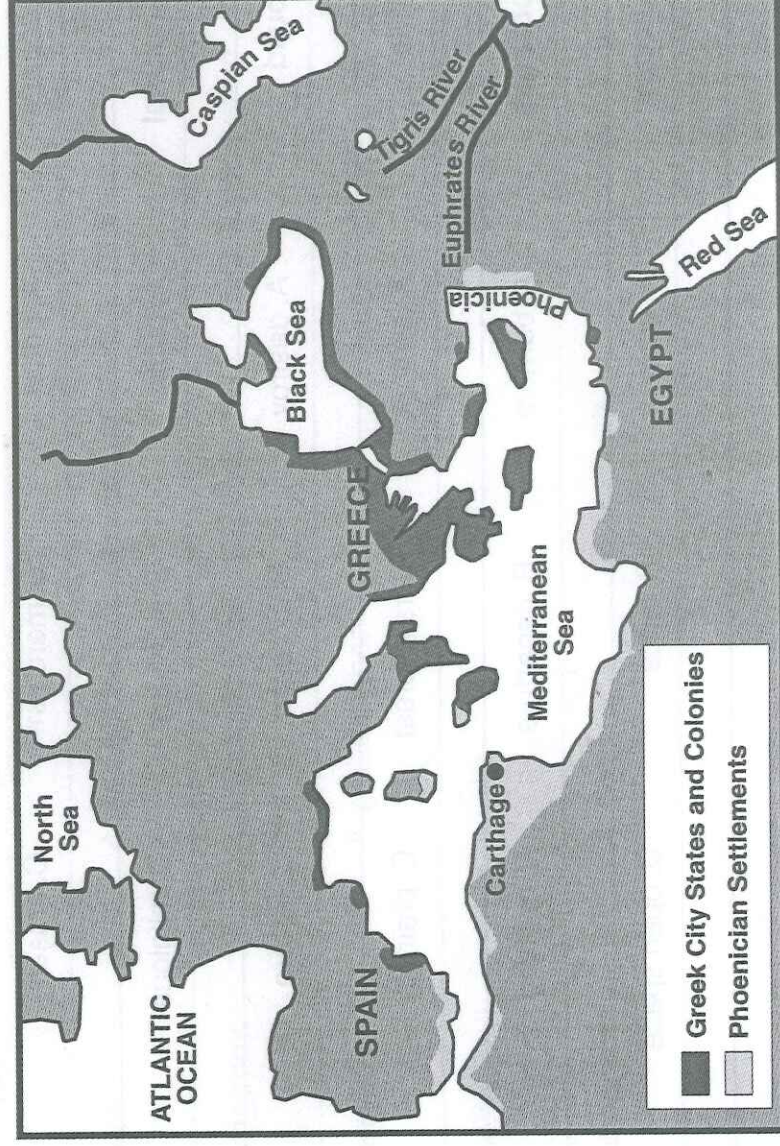 North
Sea
ATLANTIC
OCEAN
SPAIN
GREECE
Black Sea
Caspian Sea
Tigris River
Euphrates River
Phoenicia
Mediterranean
Sea
Carthage
EGYPT
Red Sea
Greek City States and Colonies
Phoenician Settlements